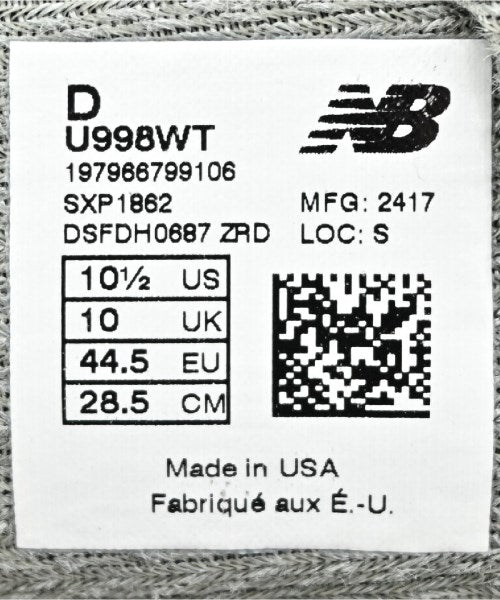 D
U998WT
197966799106
SXP1862
DSFDH0687 ZRD
NB
MFG: 2417
LOC: S
10½ US
10 UK
44.5 EU
28.5 CM
Made in USA
Fabriqué aux É.-U.